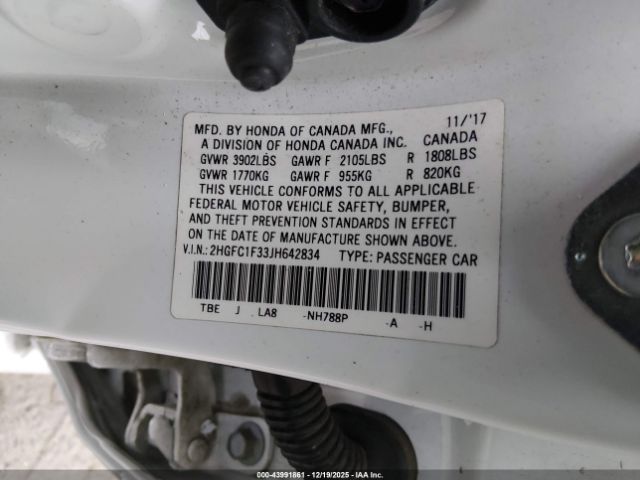 11/'17
MFD. BY HONDA OF CANADA MFG.,
A DIVISION OF HONDA CANADA INC. CANADA
GVWR 3902LBS GAWR F 2105LBS R 1808LBS
GVWR 1770KG GAWR F 955KG R 820KG
THIS VEHICLE CONFORMS TO ALL APPLICABLE
FEDERAL MOTOR VEHICLE SAFETY, BUMPER,
AND THEFT PREVENTION STANDARDS IN EFFECT
ON THE DATE OF MANUFACTURE SHOWN ABOVE.
V.I.N.: 2HGFC1F33JH642834 TYPE: PASSENGER CAR
TBE J . LA8 -NH788P -A -H
000-43991861 | 12/19/2025 | IAA Inc.